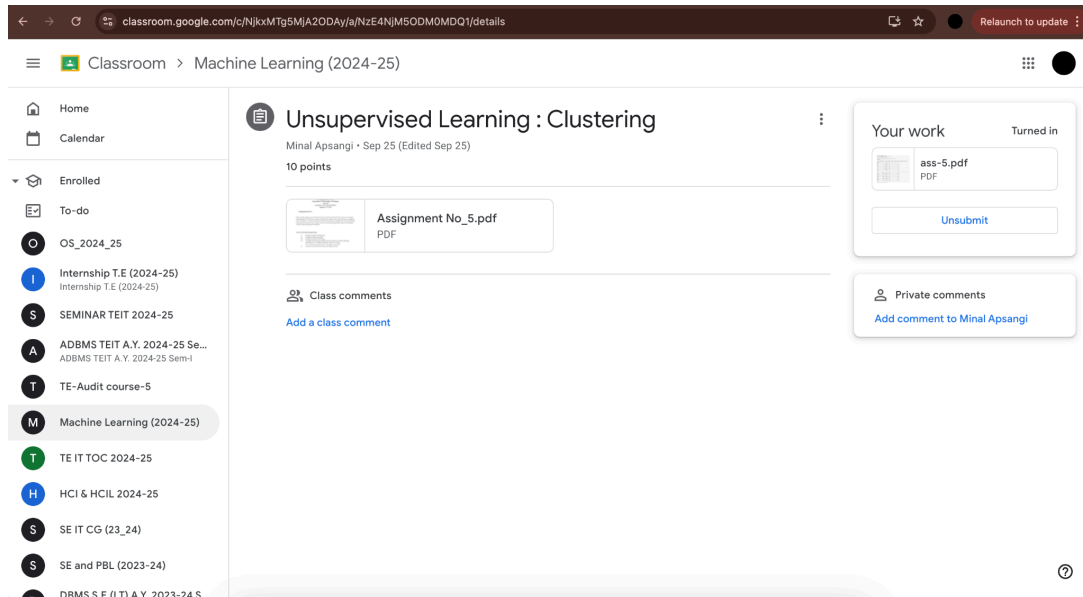 classroom.google.com/c/NjkxMTg5MjA2ODAy/a/NzE4NjM5ODM0MDQ1/details
Relaunch to update
Classroom > Machine Learning (2024-25)
Home
Calendar
Enrolled
To-do
O
OS_2024_25
I
Internship T.E (2024-25)
Internship T.E (2024-25)
S
SEMINAR TEIT 2024-25
A
ADBMS TEIT A.Y. 2024-25 Se...
ADBMS TEIT A.Y. 2024-25 Sem-I
T
TE-Audit course-5
M
Machine Learning (2024-25)
T
TE IT TOC 2024-25
H
HCI & HCIL 2024-25
S
SE IT CG (23_24)
S
SE and PBL (2023-24)
DBMS S.E (I.T) A.Y. 2023-24 S
Unsupervised Learning : Clustering
Minal Apsangi • Sep 25 (Edited Sep 25)
10 points
Assignment No_5.pdf
PDF
Class comments
Add a class comment
Your work
Turned in
ass-5.pdf
PDF
Unsubmit
Private comments
Add comment to Minal Apsangi